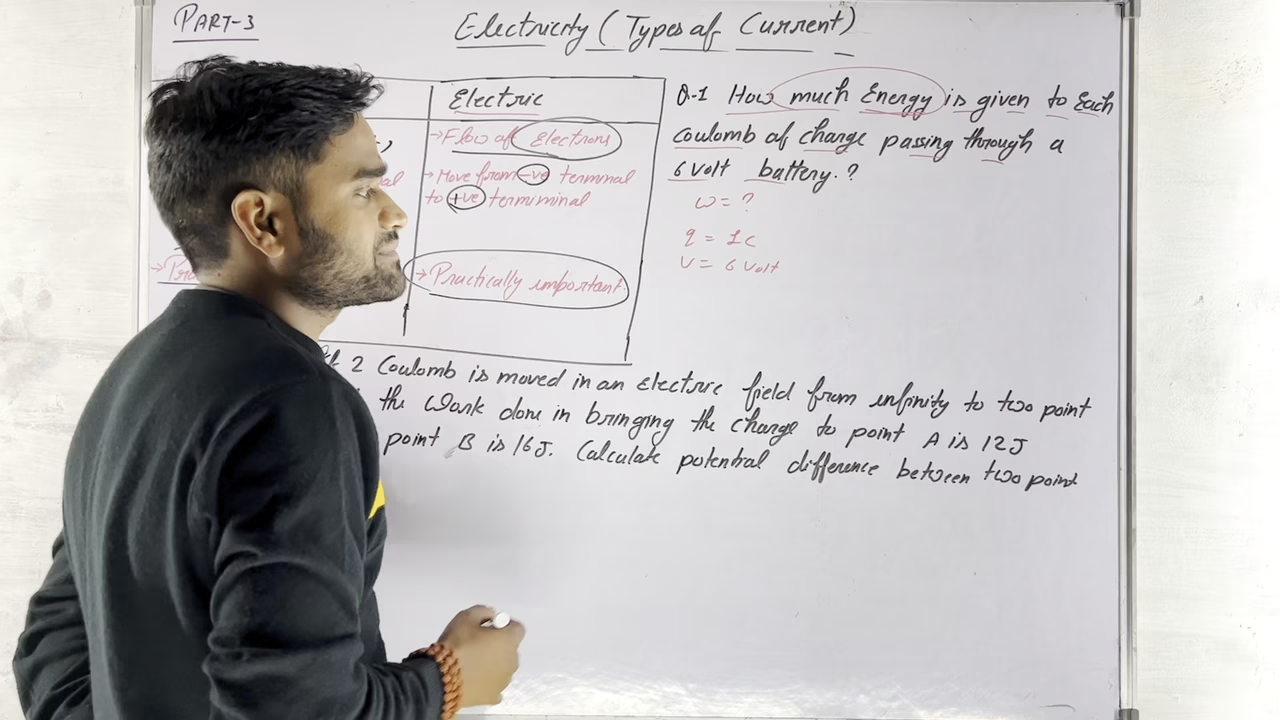 PART-3
Electricity (Types of Current)
Electric
→Flow of Electrons
→Move from -ve terminal
to +ve termiminal
→Practically important.
Q-1 How much Energy is given to Each
coulomb of charge passing through a
6 volt battery. ?
W = ?
q = 1C
V = 6 Volt
2 Coulomb is moved in an electric field from infinity to two point
the Work done in bringing the charge to point A is 12J
point B is 16J. Calculate potential difference between two point